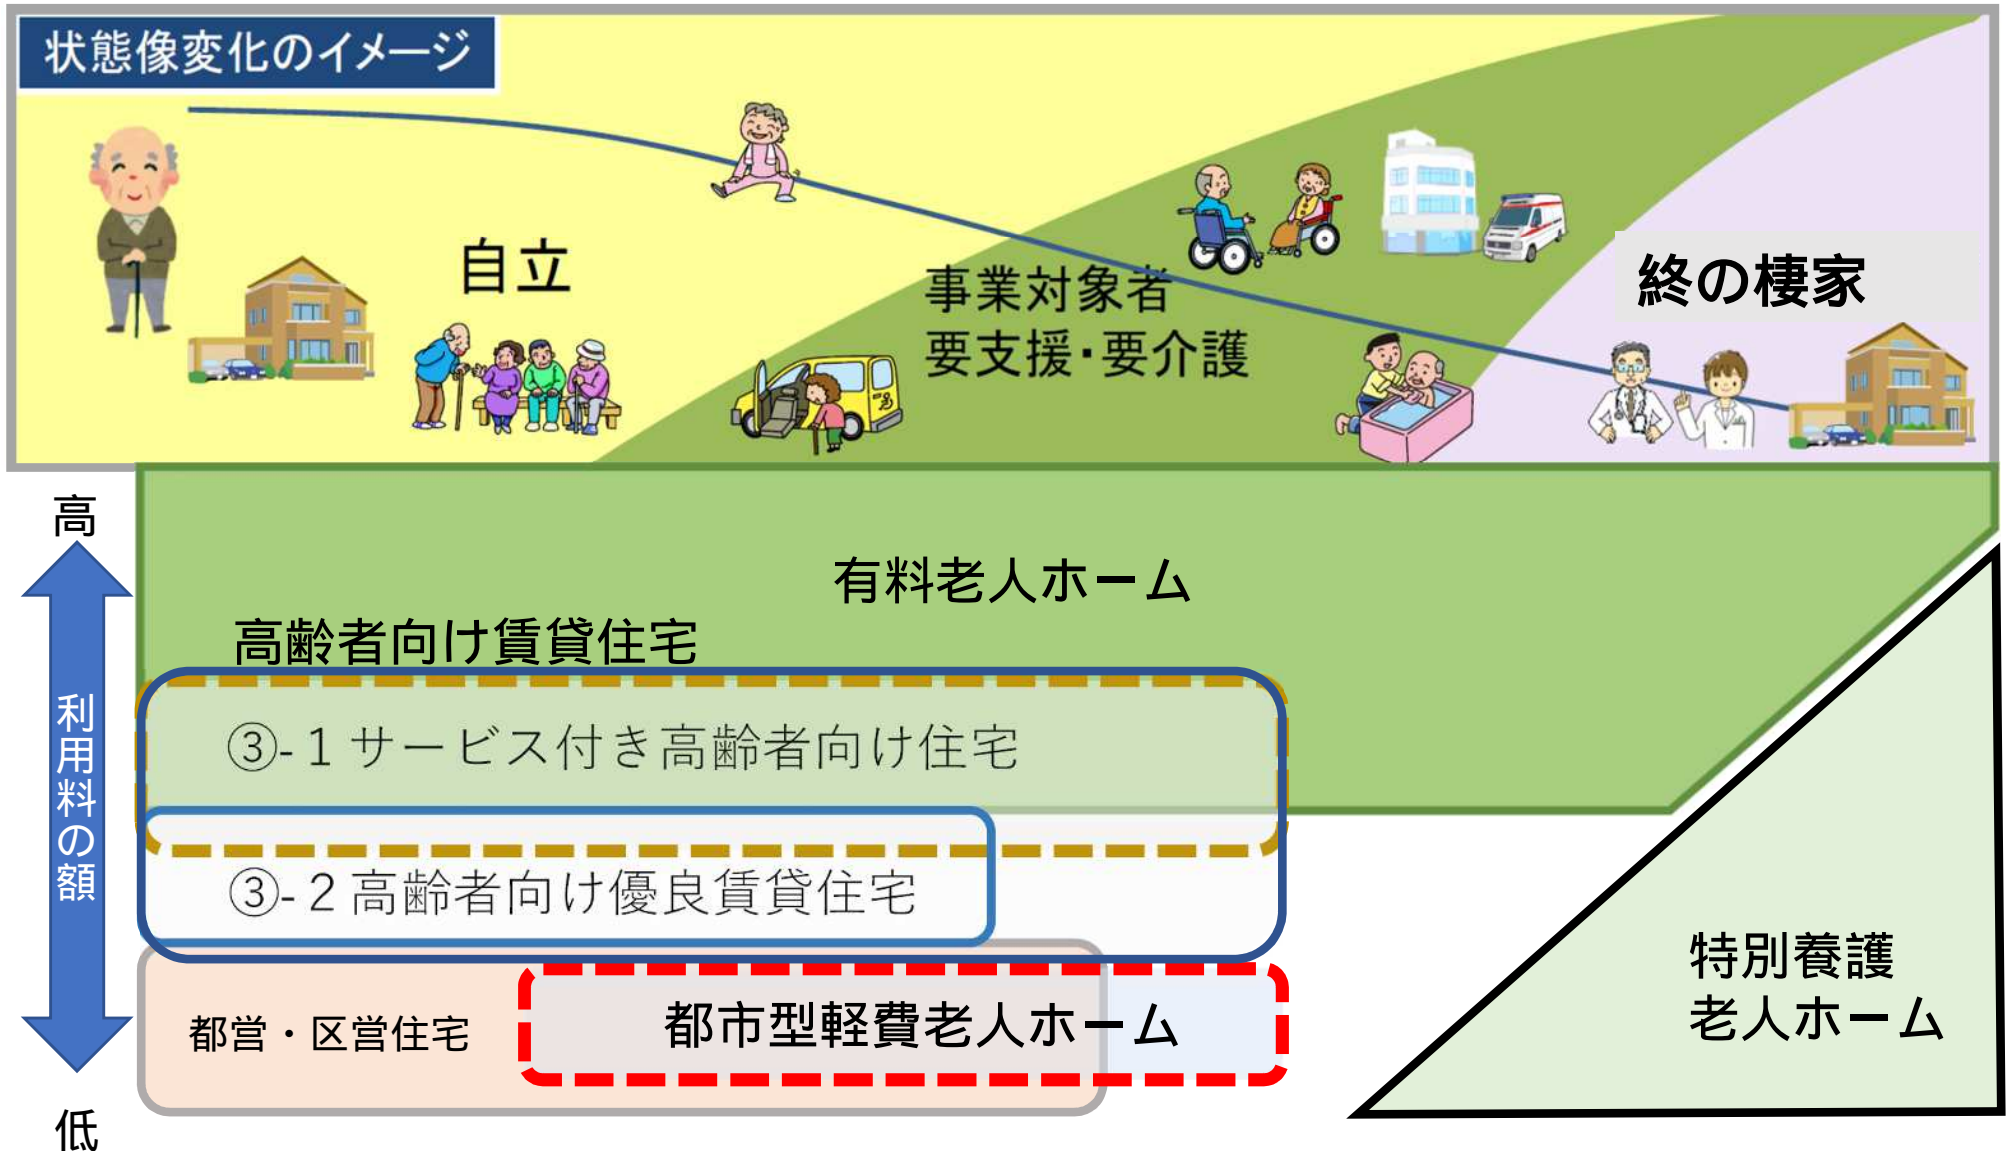 状態像変化のイメージ
自立
事業対象者
要支援・要介護
終の棲家
高
利用料の額
低
有料老人ホーム
高齢者向け賃貸住宅
③-1サービス付き高齢者向け住宅
③-2高齢者向け優良賃貸住宅
都営・区営住宅
都市型軽費老人ホーム
特別養護
老人ホーム